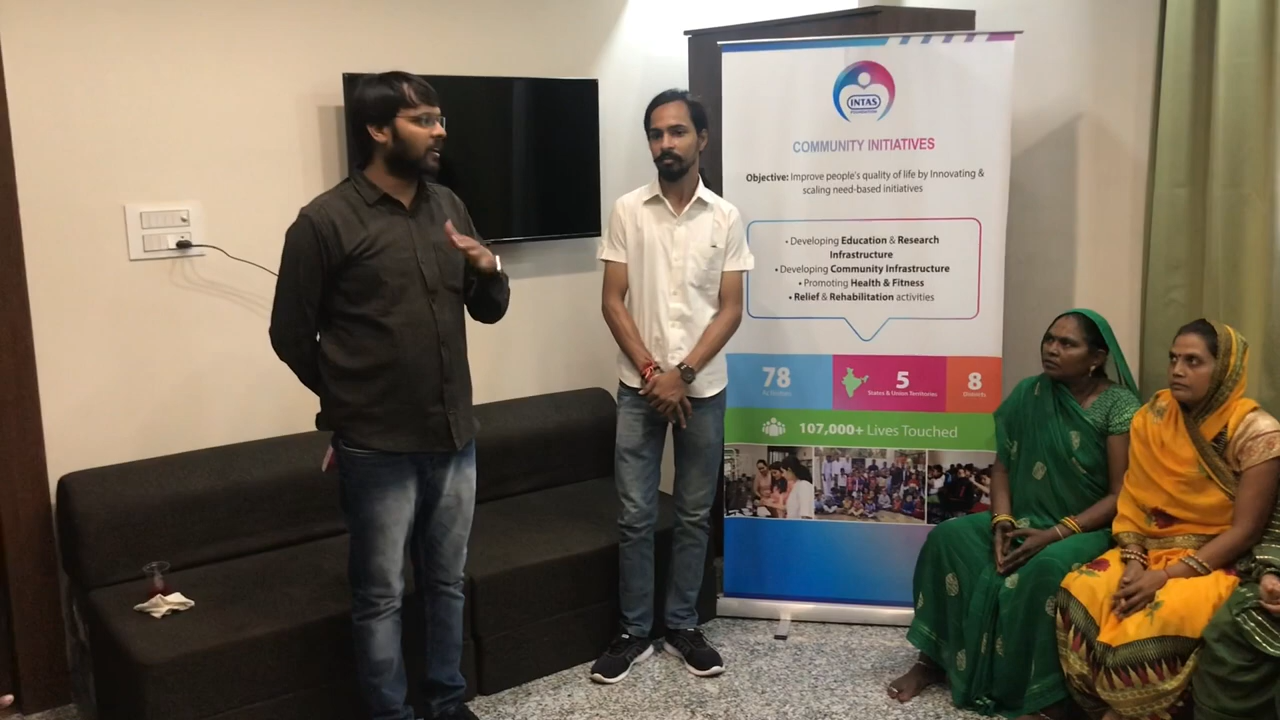 INTAS
FOUNDATION
COMMUNITY INITIATIVES
Objective: Improve people's quality of life by Innovating &
scaling need-based initiatives
• Developing Education & Research
Infrastructure
• Developing Community Infrastructure
• Promoting Health & Fitness
• Relief & Rehabilitation activities
78
Activities
5
States & Union Territories
8
Districts
107,000+ Lives Touched